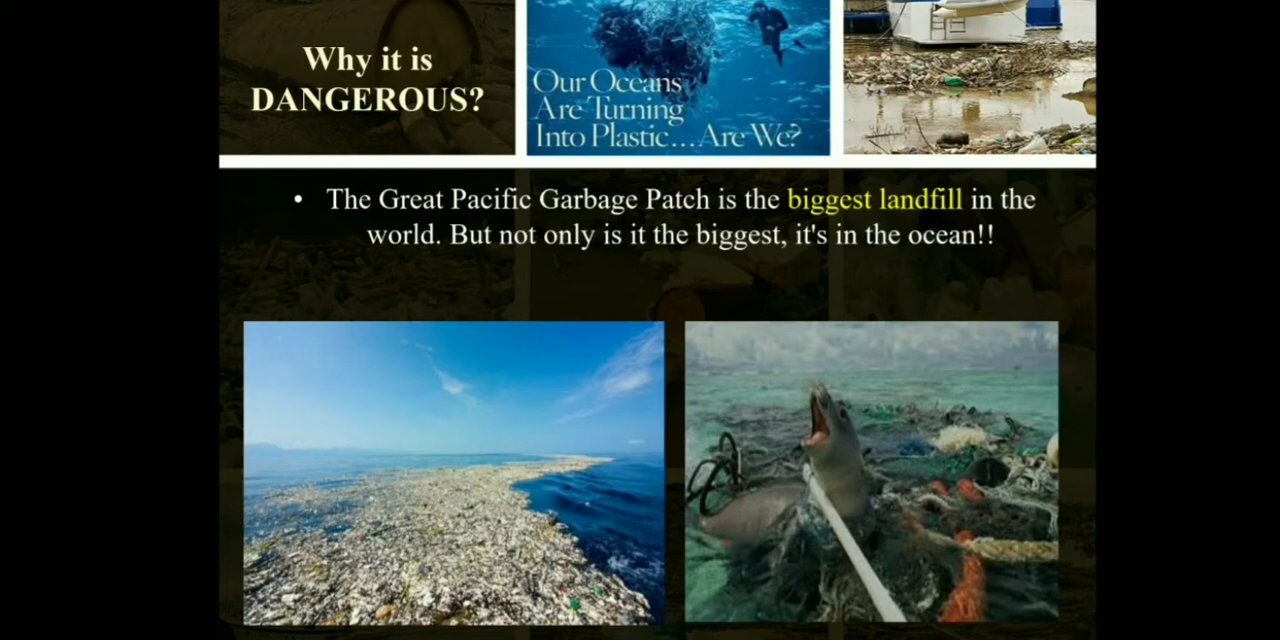 Why it is
DANGEROUS?
Our Oceans
Are Turning
Into Plastic...Are We?
• The Great Pacific Garbage Patch is the biggest landfill in the
world. But not only is it the biggest, it's in the ocean!!